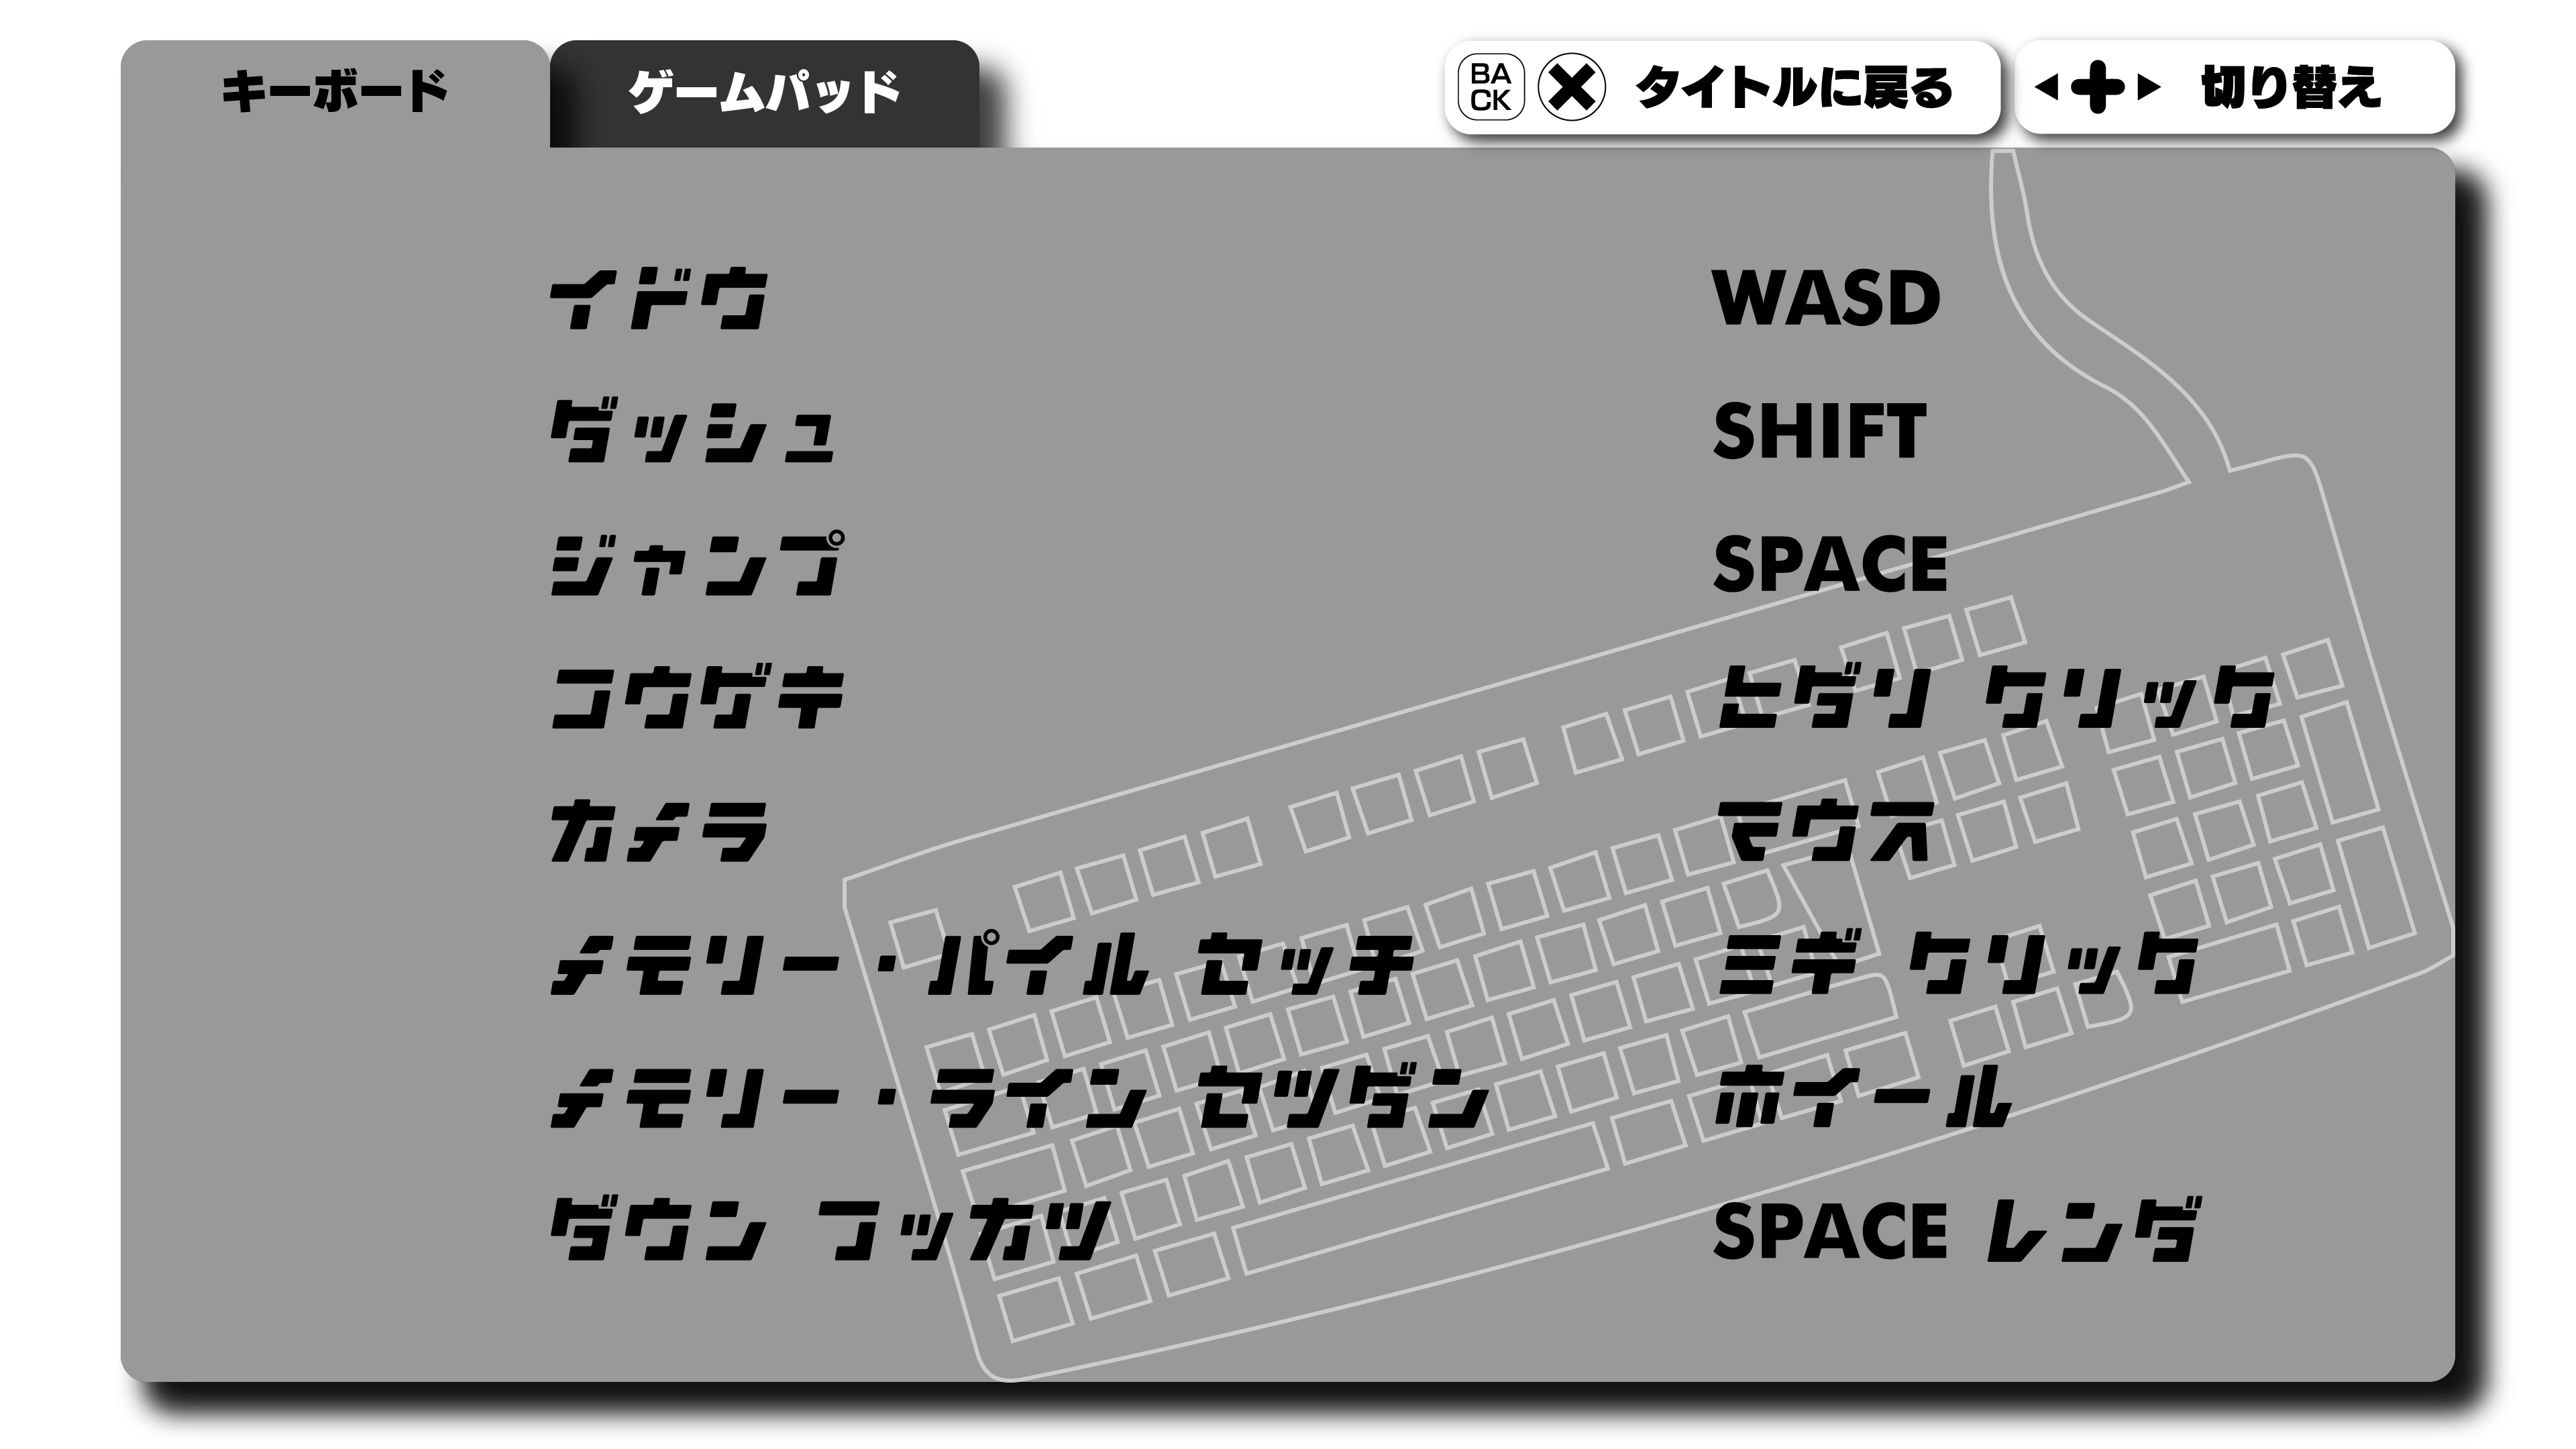 キーボード ゲームパッド BACK タイトルに戻る 切り替え
イドウ WASD
ダッシュ SHIFT
ジャンプ SPACE
コウゲキ ヒダリ クリック
カメラ マウス
メモリー・パイル セッチ ミギ クリック
メモリー・ライン セツダン ホイール
ダウン フッカツ SPACE レンダ